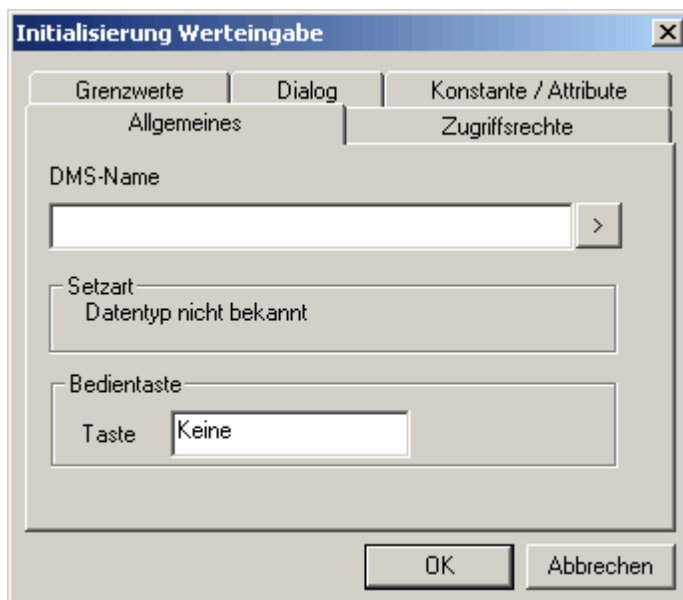 Initialisierung Werteingabe
Grenzwerte
Dialog
Konstante / Attribute
Allgemeines
Zugriffsrechte
DMS-Name
>
Setzart
Datentyp nicht bekannt
Bedientaste
Taste
Keine
OK
Abbrechen